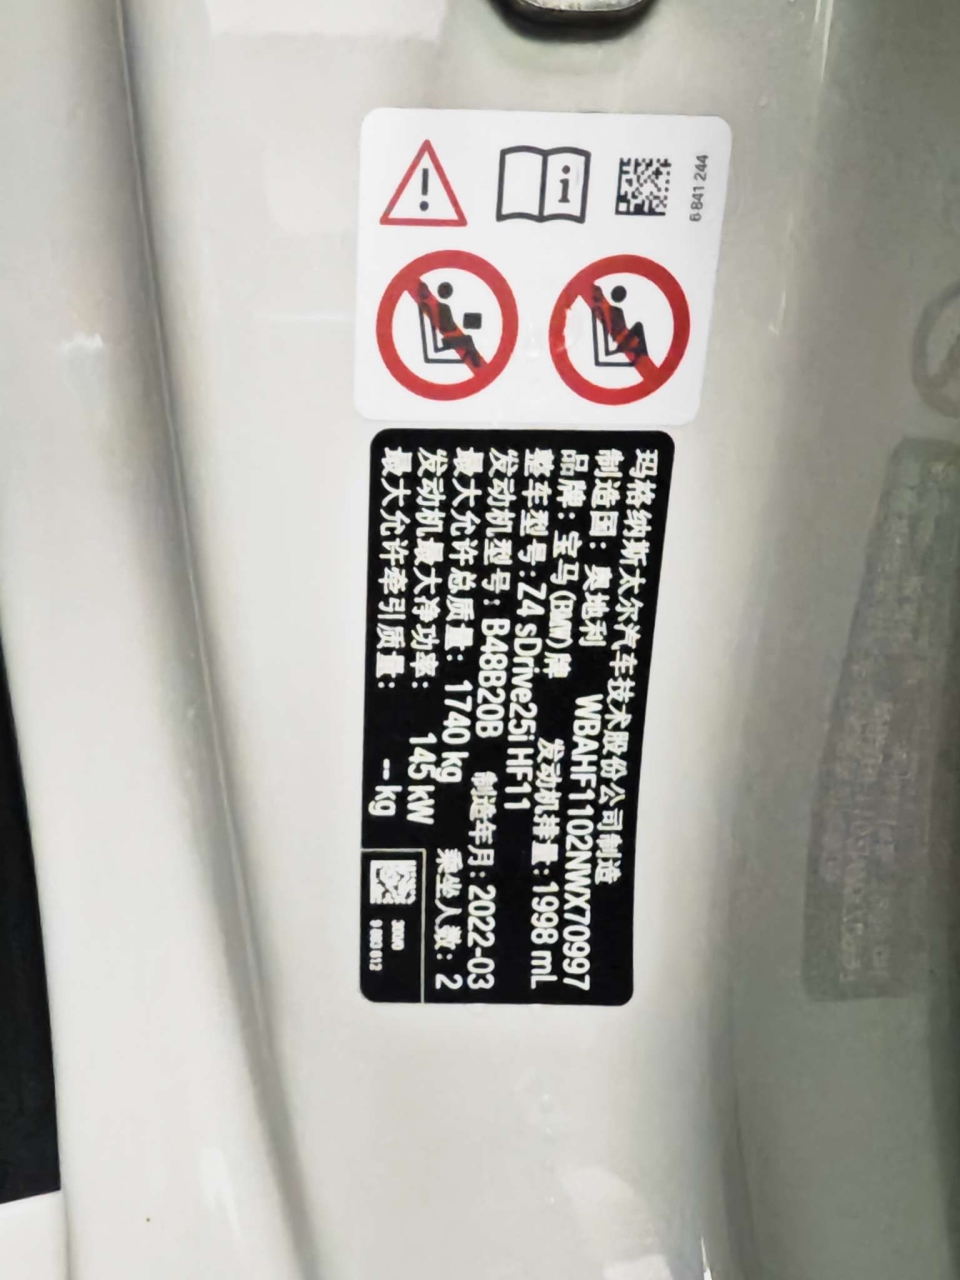 6 841 244
玛格纳斯太尔汽车技术股份公司制造
制造国：奥地利 WBAHF1102NWX70997
品牌：宝马(BMW)牌 发动机排量：1998 mL
整车型号：Z4 sDrive25i HF11
发动机型号：B48B20B 制造年月：2022-03
最大允许总质量：1740 kg 乘坐人数：2
发动机最大净功率：145 kW
最大允许牵引质量： -- kg